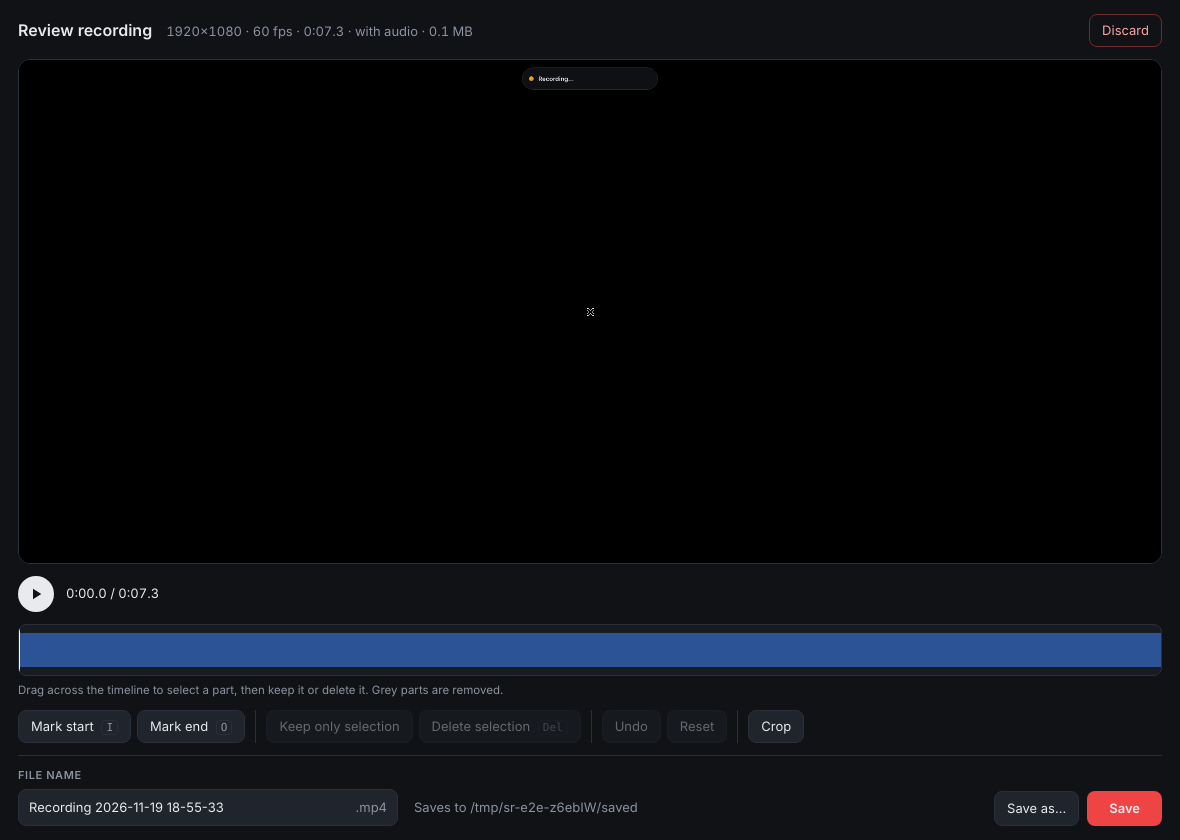 Review recording 1920×1080 · 60 fps · 0:07.3 · with audio · 0.1 MB Discard
Recording...
0:00.0 / 0:07.3
Drag across the timeline to select a part, then keep it or delete it. Grey parts are removed.
Mark start I Mark end O Keep only selection Delete selection Del Undo Reset Crop
FILE NAME
Recording 2026-11-19 18-55-33 .mp4 Saves to /tmp/sr-e2e-z6eblW/saved Save as... Save